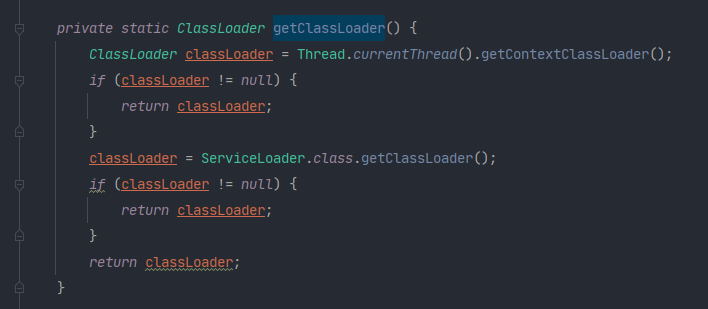 private static ClassLoader getClassLoader() {
    ClassLoader classLoader = Thread.currentThread().getContextClassLoader();
    if (classLoader != null) {
        return classLoader;
    }
    classLoader = ServiceLoader.class.getClassLoader();
    if (classLoader != null) {
        return classLoader;
    }
    return classLoader;
}